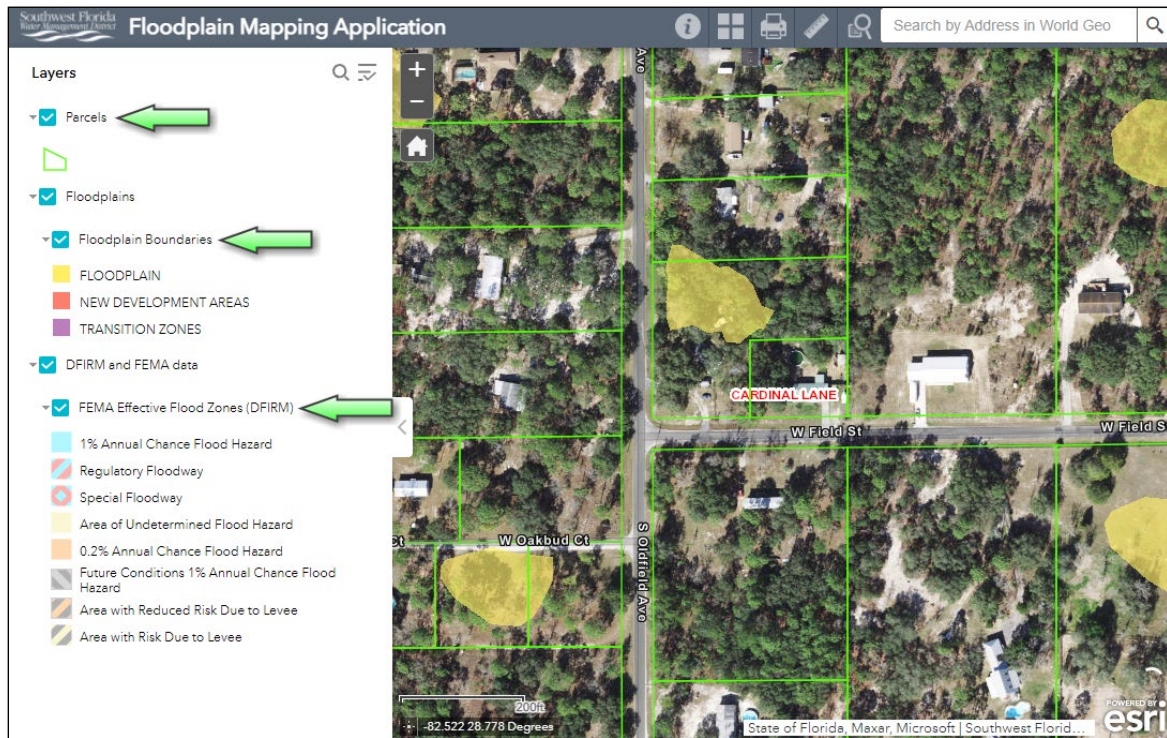 Southwest Florida
Water Management District
Floodplain Mapping Application
Search by Address in World Geo
Layers
Parcels
Floodplains
Floodplain Boundaries
FLOODPLAIN
NEW DEVELOPMENT AREAS
TRANSITION ZONES
DFIRM and FEMA data
FEMA Effective Flood Zones (DFIRM)
1% Annual Chance Flood Hazard
Regulatory Floodway
Special Floodway
Area of Undetermined Flood Hazard
0.2% Annual Chance Flood Hazard
Future Conditions 1% Annual Chance Flood
Hazard
Area with Reduced Risk Due to Levee
Area with Risk Due to Levee
+
−
Ave
CARDINAL LANE
W Field St
W Field S
Ct
W Oakbud Ct
S Oldfield Ave
200ft
-82.522 28.778 Degrees
State of Florida, Maxar, Microsoft | Southwest Florid...
POWERED BY
esri